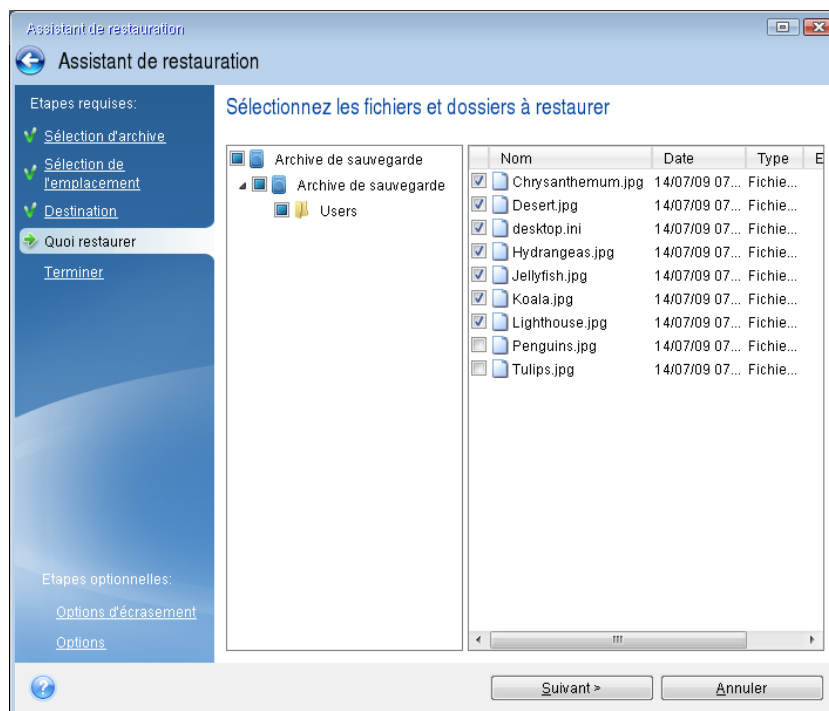 Assistant de restauration
Assistant de restauration
Etapes requises:
Sélection d'archive
Sélection de
l'emplacement
Destination
Quoi restaurer
Terminer
Etapes optionnelles:
Options d'écrasement
Options
Sélectionnez les fichiers et dossiers à restaurer
Archive de sauvegarde
Archive de sauvegarde
Users
Nom Date Type E
Chrysanthemum.jpg 14/07/09 07... Fichie...
Desert.jpg 14/07/09 07... Fichie...
desktop.ini 14/07/09 07... Fichie...
Hydrangeas.jpg 14/07/09 07... Fichie...
Jellyfish.jpg 14/07/09 07... Fichie...
Koala.jpg 14/07/09 07... Fichie...
Lighthouse.jpg 14/07/09 07... Fichie...
Penguins.jpg 14/07/09 07... Fichie...
Tulips.jpg 14/07/09 07... Fichie...
Suivant > Annuler